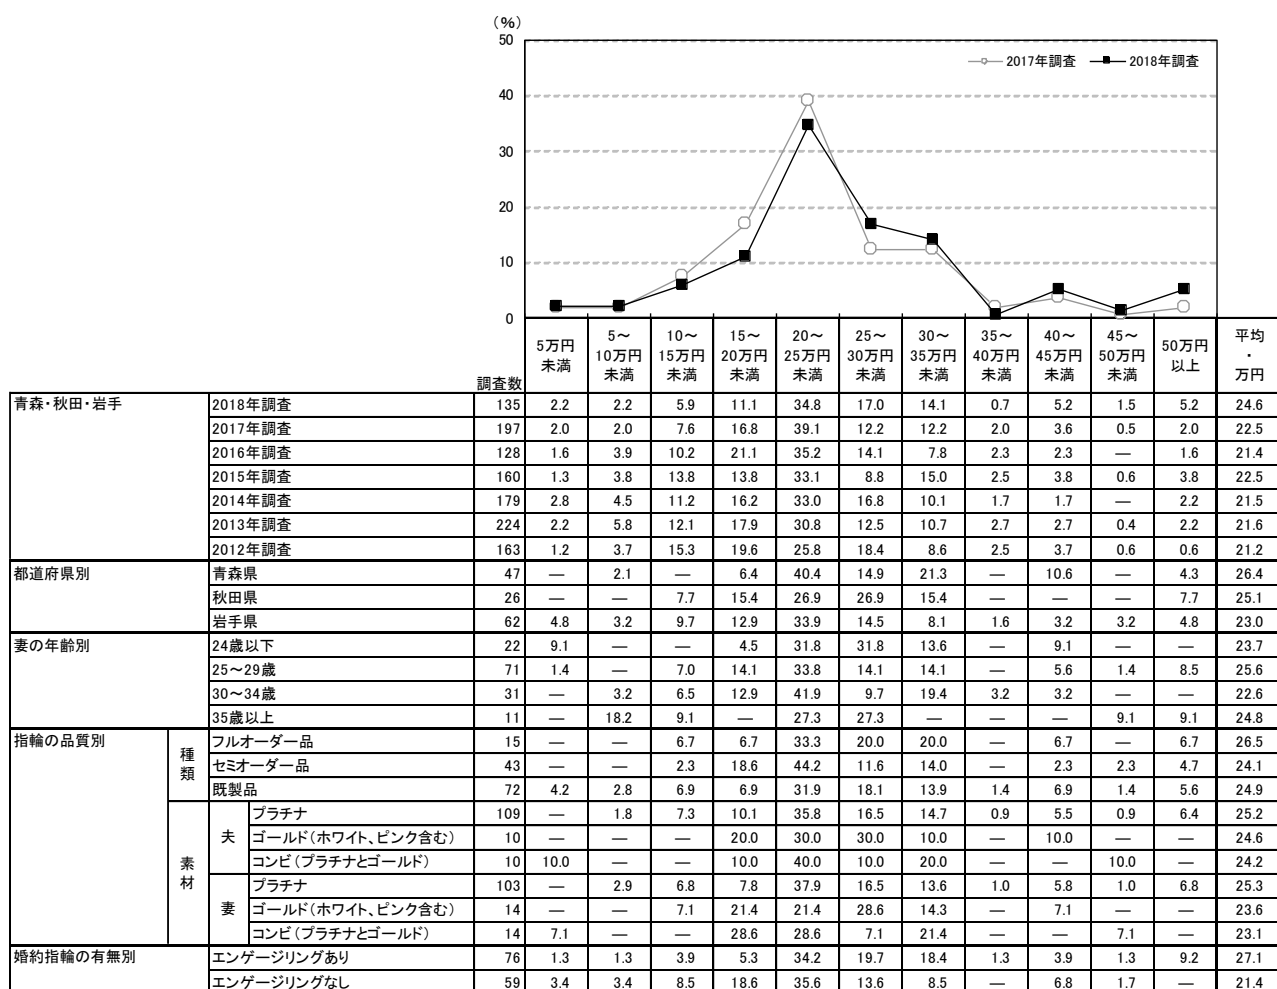 (%)
50
40
30
20
10
0
2017年調査 2018年調査
調査数 5万円未満 5～10万円未満 10～15万円未満 15～20万円未満 20～25万円未満 25～30万円未満 30～35万円未満 35～40万円未満 40～45万円未満 45～50万円未満 50万円以上 平均・万円
青森・秋田・岩手 2018年調査 135 2.2 2.2 5.9 11.1 34.8 17.0 14.1 0.7 5.2 1.5 5.2 24.6
2017年調査 197 2.0 2.0 7.6 16.8 39.1 12.2 12.2 2.0 3.6 0.5 2.0 22.5
2016年調査 128 1.6 3.9 10.2 21.1 35.2 14.1 7.8 2.3 2.3 — 1.6 21.4
2015年調査 160 1.3 3.8 13.8 13.8 33.1 8.8 15.0 2.5 3.8 0.6 3.8 22.5
2014年調査 179 2.8 4.5 11.2 16.2 33.0 16.8 10.1 1.7 1.7 — 2.2 21.5
2013年調査 224 2.2 5.8 12.1 17.9 30.8 12.5 10.7 2.7 2.7 0.4 2.2 21.6
2012年調査 163 1.2 3.7 15.3 19.6 25.8 18.4 8.6 2.5 3.7 0.6 0.6 21.2
都道府県別 青森県 47 — 2.1 — 6.4 40.4 14.9 21.3 — 10.6 — 4.3 26.4
秋田県 26 — — 7.7 15.4 26.9 26.9 15.4 — — — 7.7 25.1
岩手県 62 4.8 3.2 9.7 12.9 33.9 14.5 8.1 1.6 3.2 3.2 4.8 23.0
妻の年齢別 24歳以下 22 9.1 — — 4.5 31.8 31.8 13.6 — 9.1 — — 23.7
25～29歳 71 1.4 — 7.0 14.1 33.8 14.1 14.1 — 5.6 1.4 8.5 25.6
30～34歳 31 — 3.2 6.5 12.9 41.9 9.7 19.4 3.2 3.2 — — 22.6
35歳以上 11 — 18.2 9.1 — 27.3 27.3 — — — 9.1 9.1 24.8
指輪の品質別 種類 フルオーダー品 15 — — 6.7 6.7 33.3 20.0 20.0 — 6.7 — 6.7 26.5
セミオーダー品 43 — — 2.3 18.6 44.2 11.6 14.0 — 2.3 2.3 4.7 24.1
既製品 72 4.2 2.8 6.9 6.9 31.9 18.1 13.9 1.4 6.9 1.4 5.6 24.9
素材 夫 プラチナ 109 — 1.8 7.3 10.1 35.8 16.5 14.7 0.9 5.5 0.9 6.4 25.2
ゴールド(ホワイト、ピンク含む) 10 — — — 20.0 30.0 30.0 10.0 — 10.0 — — 24.6
コンビ(プラチナとゴールド) 10 10.0 — — 10.0 40.0 10.0 20.0 — — 10.0 — 24.2
妻 プラチナ 103 — 2.9 6.8 7.8 37.9 16.5 13.6 1.0 5.8 1.0 6.8 25.3
ゴールド(ホワイト、ピンク含む) 14 — — 7.1 21.4 21.4 28.6 14.3 — 7.1 — — 23.6
コンビ(プラチナとゴールド) 14 7.1 — — 28.6 28.6 7.1 21.4 — — 7.1 — 23.1
婚約指輪の有無別 エンゲージリングあり 76 1.3 1.3 3.9 5.3 34.2 19.7 18.4 1.3 3.9 1.3 9.2 27.1
エンゲージリングなし 59 3.4 3.4 8.5 18.6 35.6 13.6 8.5 — 6.8 1.7 — 21.4